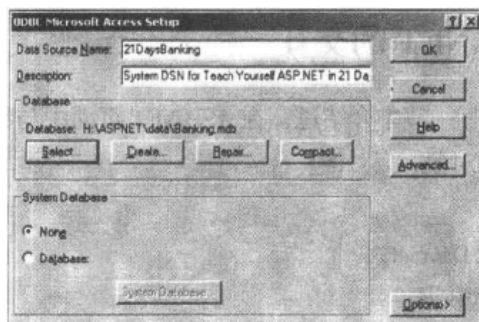 ODBC Microsoft Access Setup
Data Source Name: 21DaysBanking
OK
Description: System DSN for Teach Yourself ASP.NET in 21 Da
Cancel
Database
Database: H:\ASPNET\data\Banking.mdb
Help
Select... Create... Repair... Compact...
Advanced...
System Database
None
Database:
System Database...
Options>>